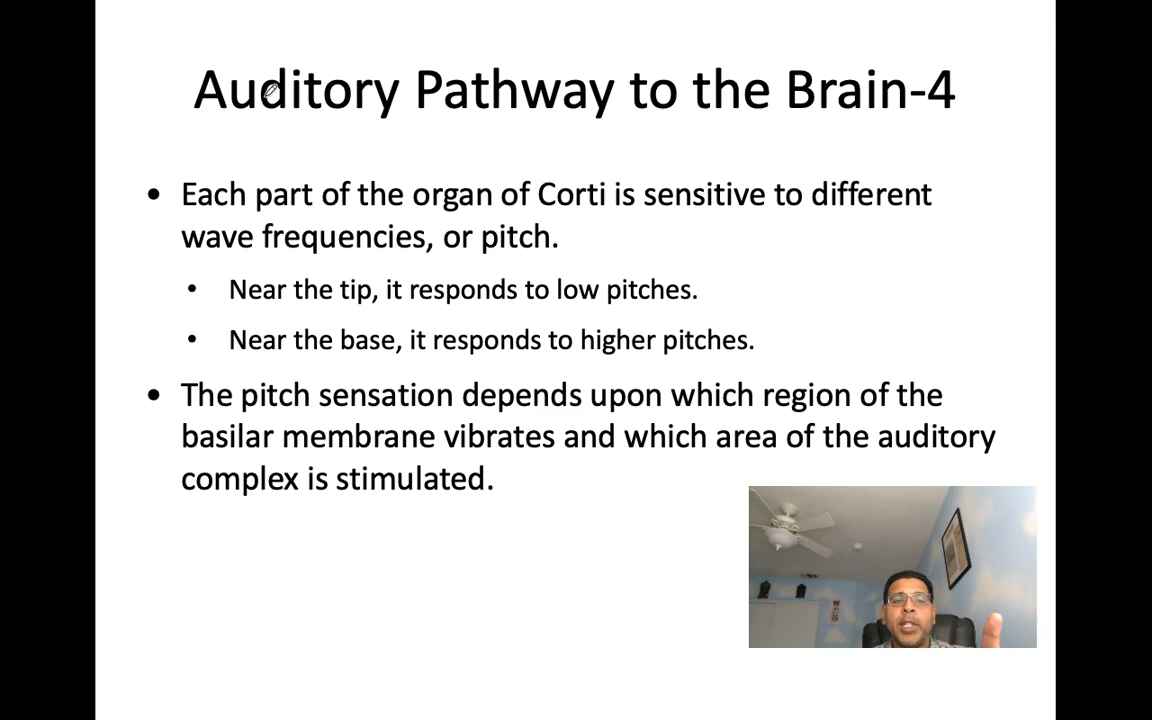 Auditory Pathway to the Brain-4
• Each part of the organ of Corti is sensitive to different
wave frequencies, or pitch.
• Near the tip, it responds to low pitches.
• Near the base, it responds to higher pitches.
• The pitch sensation depends upon which region of the
basilar membrane vibrates and which area of the auditory
complex is stimulated.